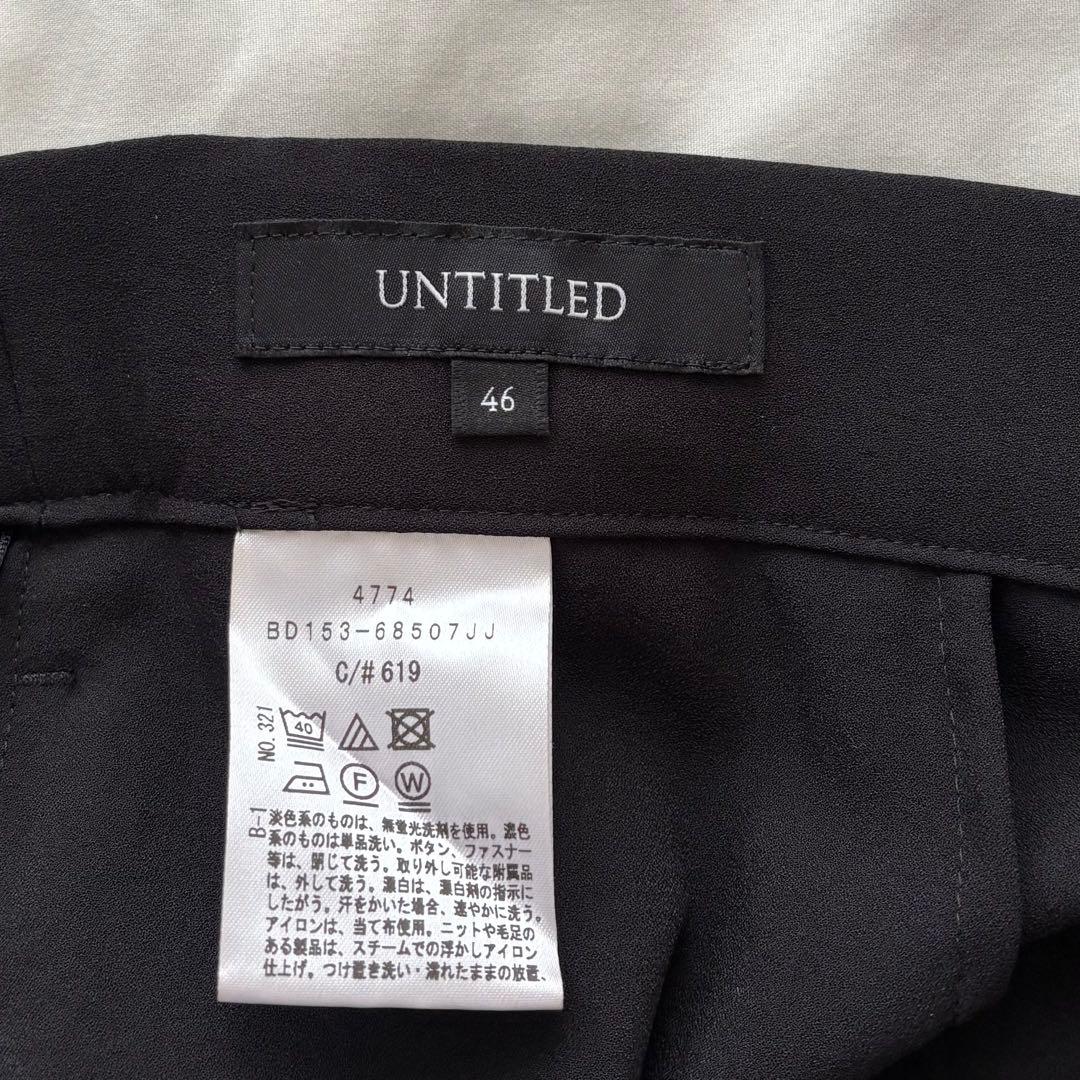 UNTITLED
46
4774
BD153-68507JJ
C/#619
NO. 321
40
F
W
B-1
淡色系のものは、無蛍光洗剤を使用。濃色
系のものは単品洗い。ボタン、ファスナー
等は、閉じて洗う。取り外し可能な附属品
は、外して洗う。漂白は、漂白剤の指示に
したがう。汗をかいた場合、速やかに洗う。
アイロンは、当て布使用。ニットや毛足の
ある製品は、スチームでの浮かしアイロン
仕上げ。つけ置き洗い・濡れたままの放置、